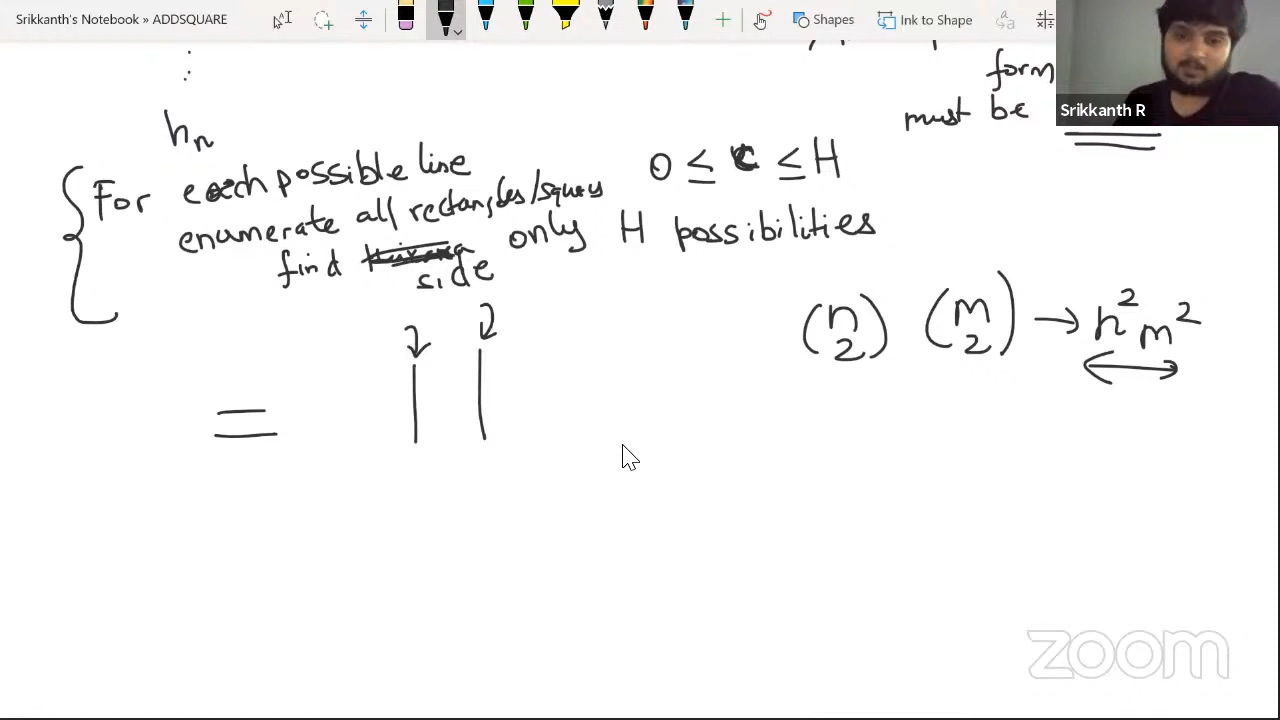 Srikkanth's Notebook » ADDSQUARE
Shapes
Ink to Shape
form
must be
Srikkanth R
hn
For each possible line
0 ≤ c ≤ H
enumerate all rectangles/squares
only H possibilities
find
side
(n 2) (m 2) → n² m²
=
zoom